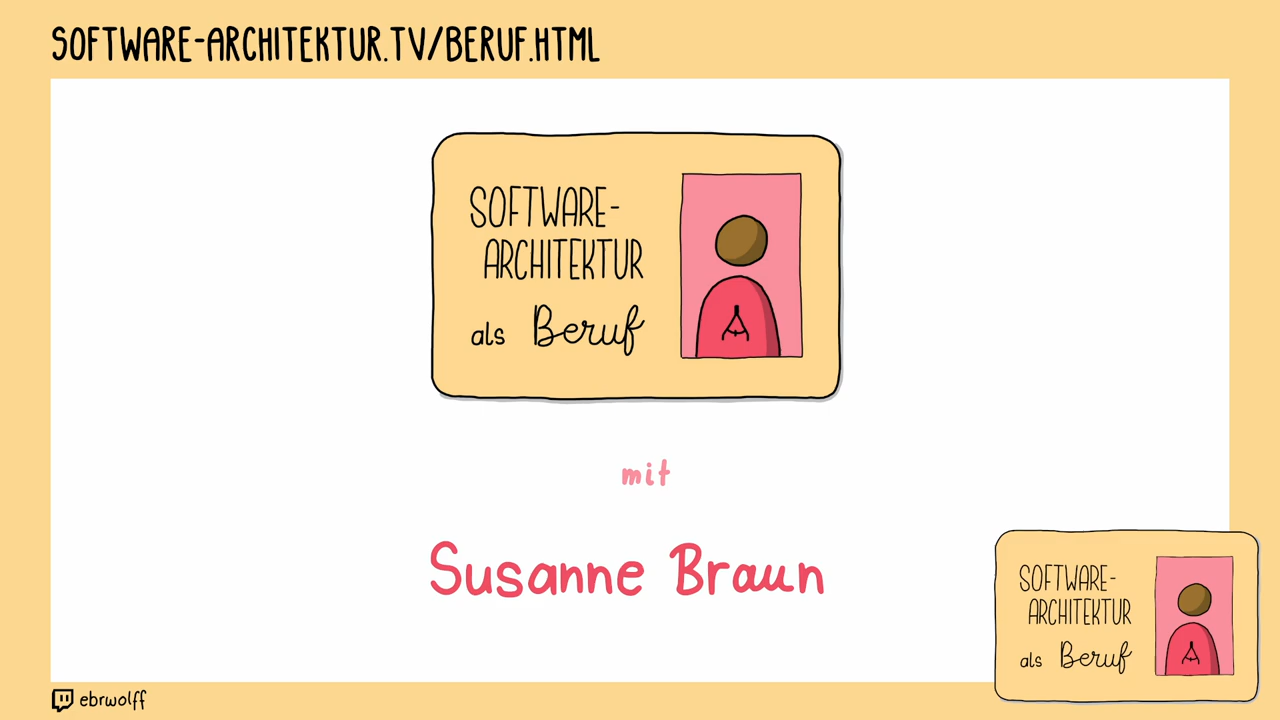 SOFTWARE-ARCHITEKTUR.TV/BERUF.HTML
SOFTWARE-
ARCHITEKTUR
als Beruf
mit
Susanne Braun
SOFTWARE-
ARCHITEKTUR
als Beruf
ebrwolff